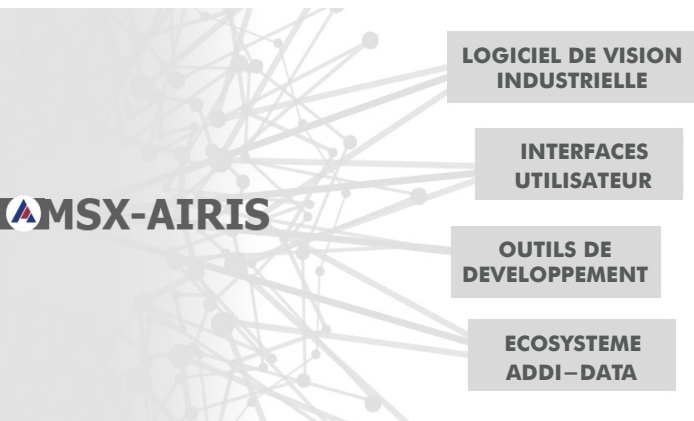 MSX-AIRIS
LOGICIEL DE VISION
INDUSTRIELLE
INTERFACES
UTILISATEUR
OUTILS DE
DEVELOPPEMENT
ECOSYSTEME
ADDI-DATA